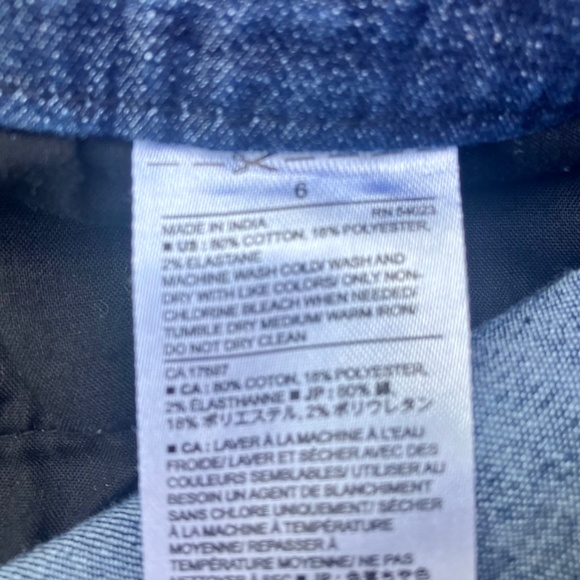 6
MADE IN INDIA RN 54023
■ US : 80% COTTON, 18% POLYESTER,
2% ELASTANE
MACHINE WASH COLD/ WASH AND
DRY WITH LIKE COLORS/ ONLY NON-
CHLORINE BLEACH WHEN NEEDED/
TUMBLE DRY MEDIUM/ WARM IRON/
DO NOT DRY CLEAN
CA 17897
■ CA : 80% COTON, 18% POLYESTER,
2% ÉLASTHANNE ■ JP : 80% 綿,
18% ポリエステル, 2% ポリウレタン
■ CA : LAVER À LA MACHINE À L'EAU
FROIDE/ LAVER ET SÉCHER AVEC DES
COULEURS SEMBLABLES/ UTILISER AU
BESOIN UN AGENT DE BLANCHIMENT
SANS CHLORE UNIQUEMENT/ SÉCHER
À LA MACHINE À TEMPÉRATURE
MOYENNE/ REPASSER À
TEMPÉRATURE MOYENNE/ NE PAS